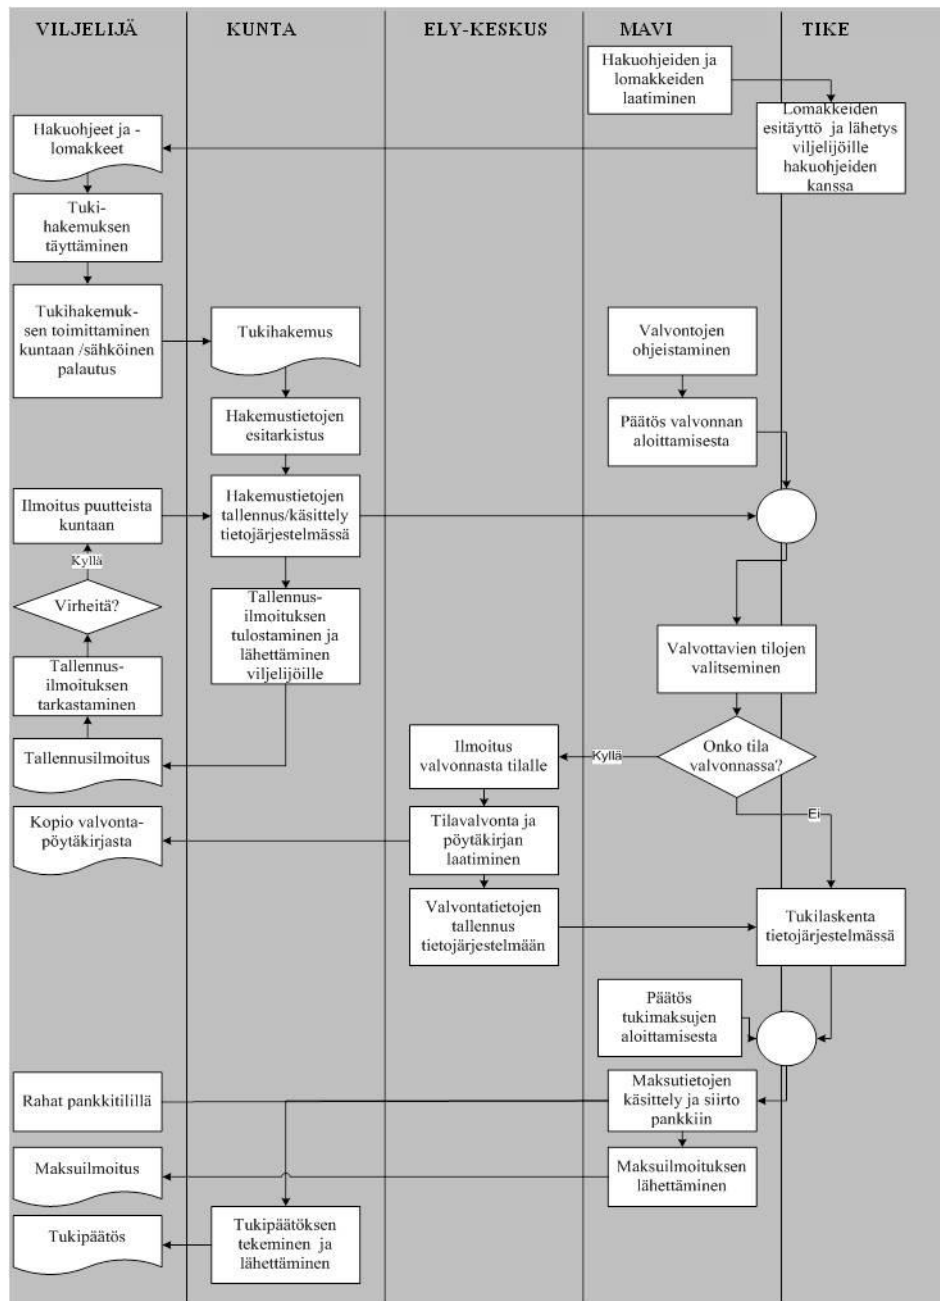 VILJELIJÄ
KUNTA
ELY-KESKUS
MAVI
TIKE
Hakuohjeiden ja
lomakkeiden
laatiminen
Lomakkeiden
esitäyttö ja lähetys
viljelijöille
hakuohjeiden
kanssa
Hakuohjeet ja -
lomakkeet
Tuki-
hakemuksen
täyttäminen
Tukihakemuk-
sen toimittaminen
kuntaan /sähköinen
palautus
Tukihakemus
Valvontojen
ohjeistaminen
Hakemustietojen
esitarkistus
Päätös valvonnan
aloittamisesta
Ilmoitus puutteista
kuntaan
Hakemustietojen
tallennus/käsittely
tietojärjestelmässä
Kyllä
Virheitä?
Tallennus-
ilmoituksen
tulostaminen ja
lähettäminen
viljelijöille
Valvottavien tilojen
valitseminen
Tallennus-
ilmoituksen
tarkastaminen
Tallennusilmoitus
Ilmoitus
valvonnasta tilalle
Kyllä
Onko tila
valvonnassa?
Ei
Kopio valvonta-
pöytäkirjasta
Tilavalvonta ja
pöytäkirjan
laatiminen
Valvontatietojen
tallennus
tietojärjestelmään
Tukilaskenta
tietojärjestelmässä
Päätös
tukimaksujen
aloittamisesta
Rahat pankkitilillä
Maksutietojen
käsittely ja siirto
pankkiin
Maksuilmoitus
Maksuilmoituksen
lähettäminen
Tukipäätös
Tukipäätöksen
tekeminen ja
lähettäminen